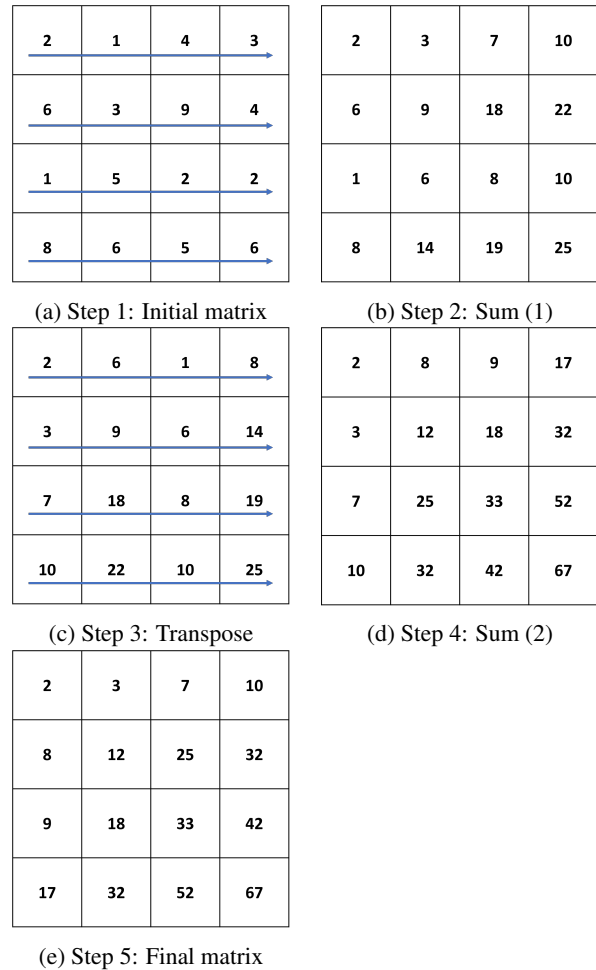 2 1 4 3
6 3 9 4
1 5 2 2
8 6 5 6
(a) Step 1: Initial matrix
2 3 7 10
6 9 18 22
1 6 8 10
8 14 19 25
(b) Step 2: Sum (1)
2 6 1 8
3 9 6 14
7 18 8 19
10 22 10 25
(c) Step 3: Transpose
2 8 9 17
3 12 18 32
7 25 33 52
10 32 42 67
(d) Step 4: Sum (2)
2 3 7 10
8 12 25 32
9 18 33 42
17 32 52 67
(e) Step 5: Final matrix